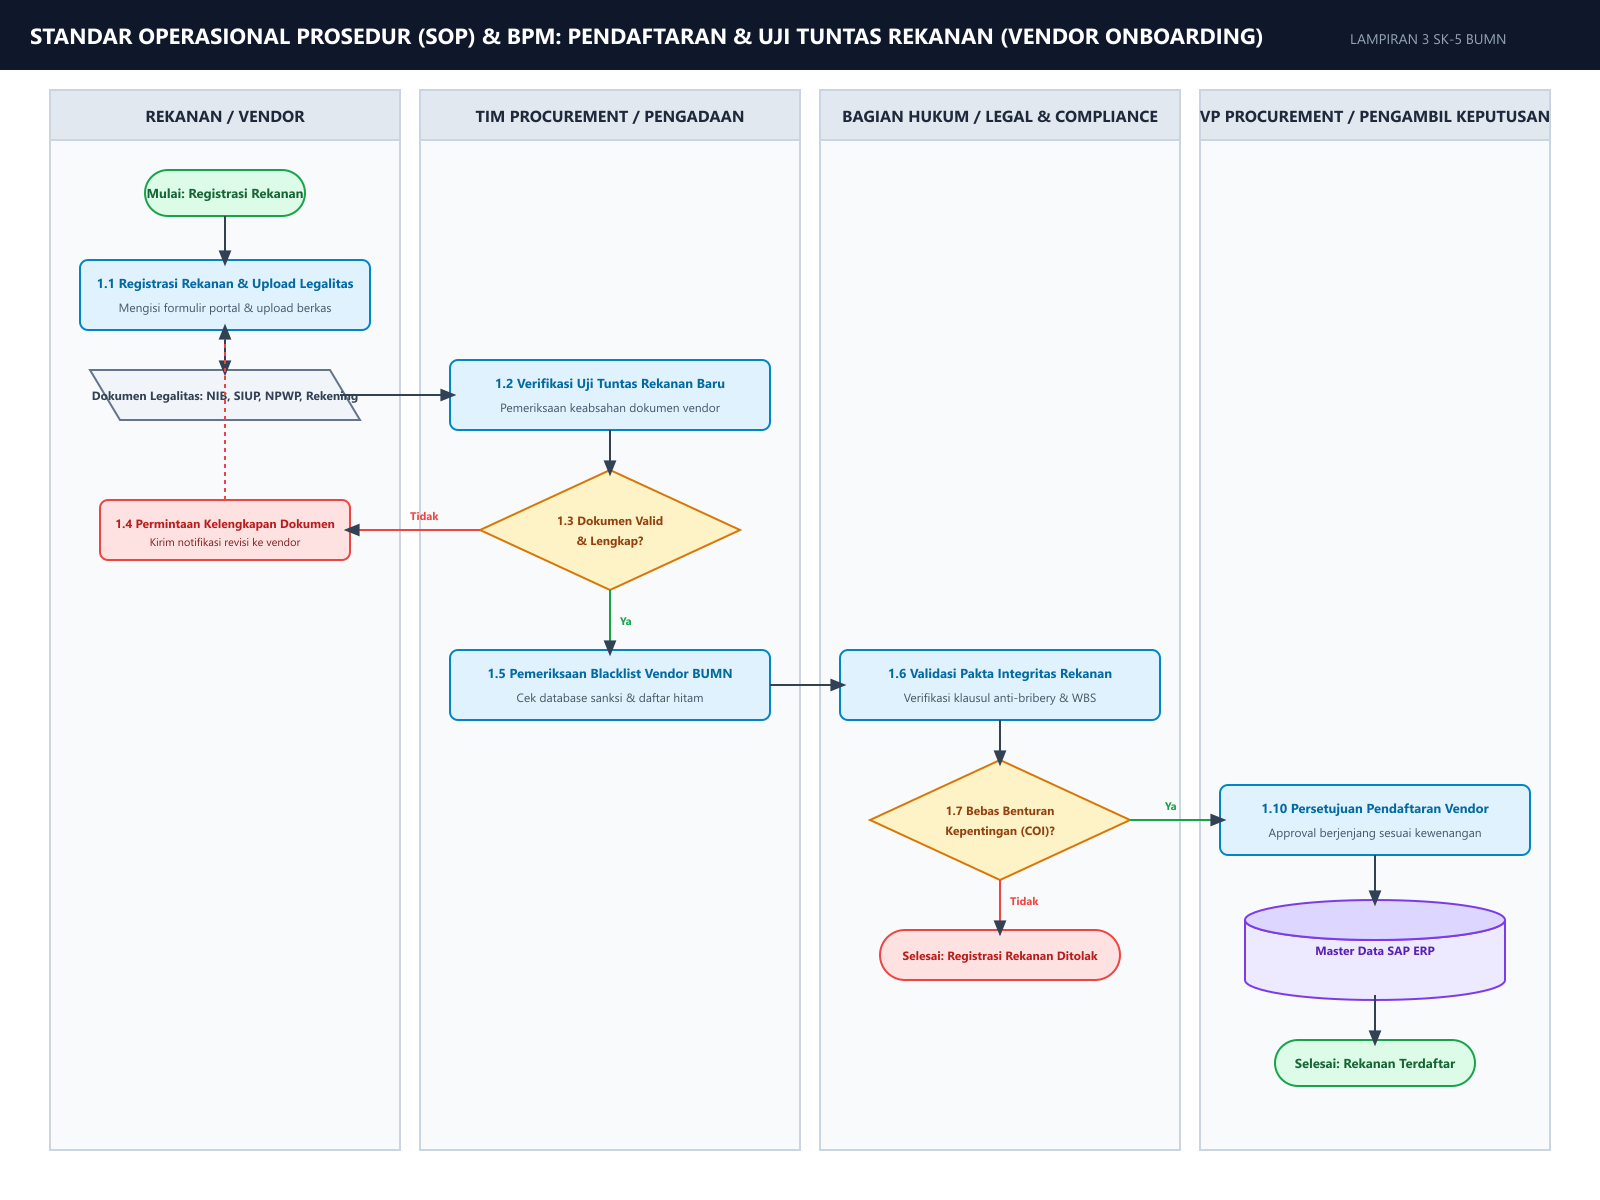 STANDAR OPERASIONAL PROSEDUR (SOP) & BPM: PENDAFTARAN & UJI TUNTAS REKANAN (VENDOR ONBOARDING)
LAMPIRAN 3 SK-5 BUMN
REKANAN / VENDOR
TIM PROCUREMENT / PENGADAAN
BAGIAN HUKUM / LEGAL & COMPLIANCE
VP PROCUREMENT / PENGAMBIL KEPUTUSAN
Mulai: Registrasi Rekanan
1.1 Registrasi Rekanan & Upload Legalitas
Mengisi formulir portal & upload berkas
Dokumen Legalitas: NIB, SIUP, NPWP, Rekening
1.2 Verifikasi Uji Tuntas Rekanan Baru
Pemeriksaan keabsahan dokumen vendor
1.3 Dokumen Valid
& Lengkap?
Tidak
1.4 Permintaan Kelengkapan Dokumen
Kirim notifikasi revisi ke vendor
Ya
1.5 Pemeriksaan Blacklist Vendor BUMN
Cek database sanksi & daftar hitam
1.6 Validasi Pakta Integritas Rekanan
Verifikasi klausul anti-bribery & WBS
1.7 Bebas Benturan
Kepentingan (COI)?
Ya
Tidak
Selesai: Registrasi Rekanan Ditolak
1.10 Persetujuan Pendaftaran Vendor
Approval berjenjang sesuai kewenangan
Master Data SAP ERP
Selesai: Rekanan Terdaftar